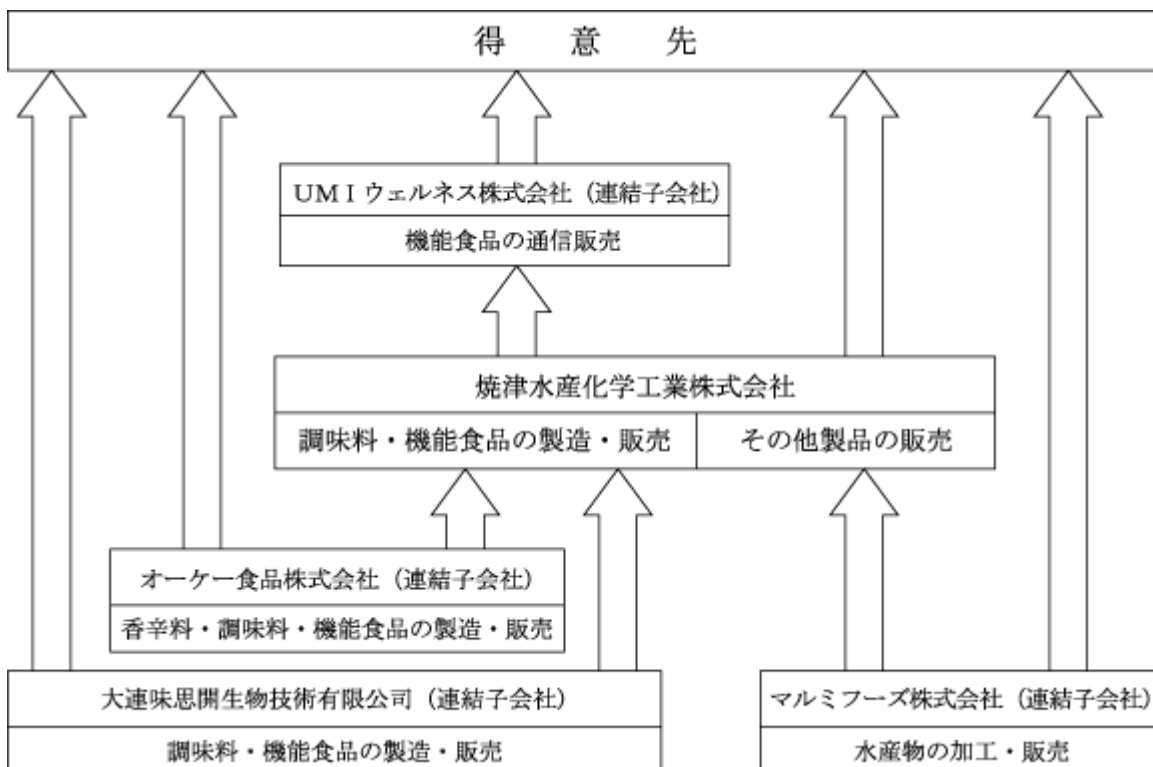 得意先
UMIウェルネス株式会社(連結子会社)
機能食品の通信販売
焼津水産化学工業株式会社
調味料・機能食品の製造・販売
その他製品の販売
オーケー食品株式会社(連結子会社)
香辛料・調味料・機能食品の製造・販売
大連味思開生物技術有限公司(連結子会社)
調味料・機能食品の製造・販売
マルミフーズ株式会社(連結子会社)
水産物の加工・販売